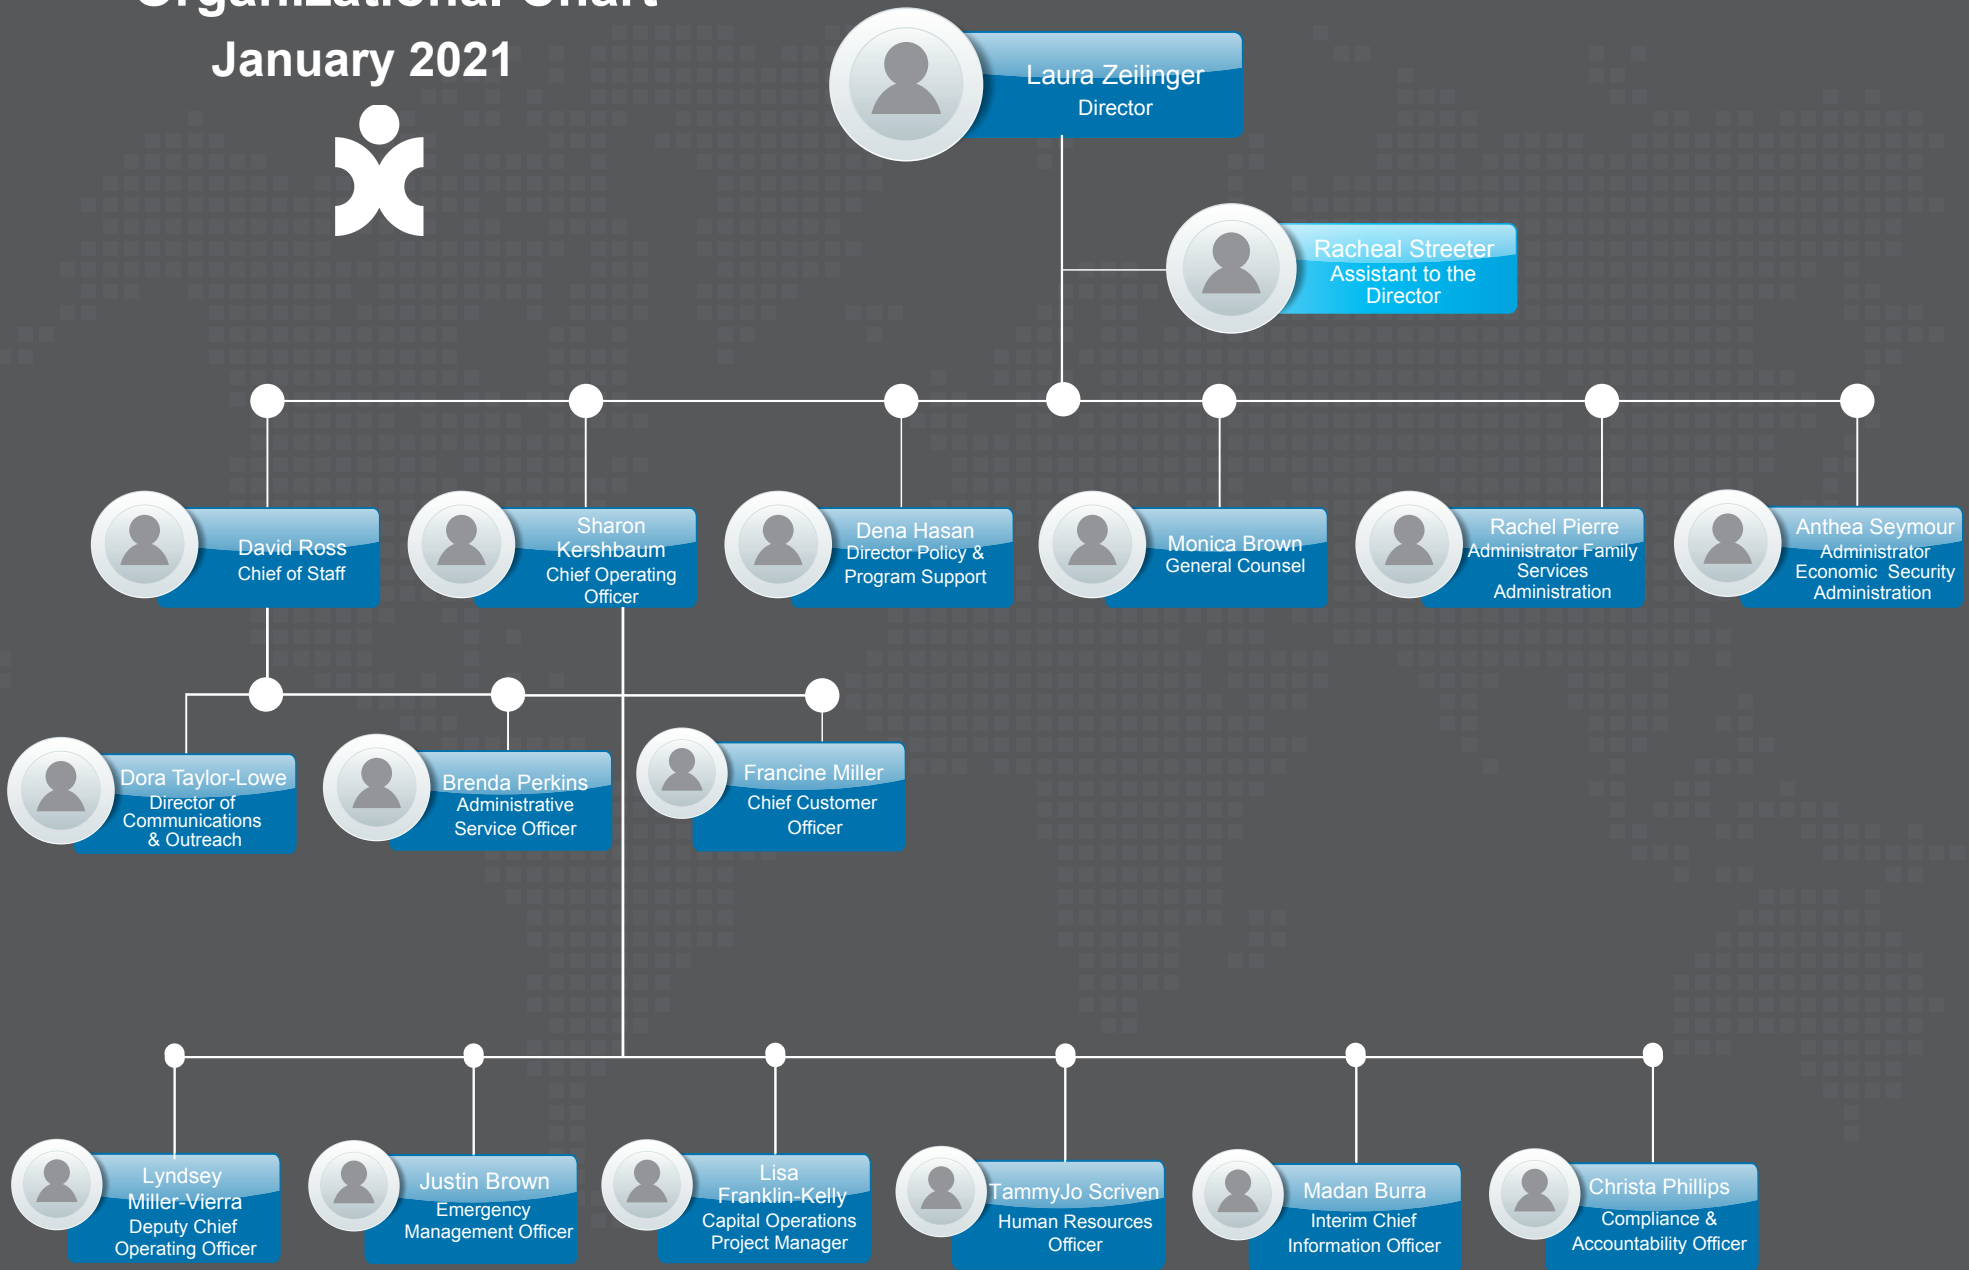 Organizational Chart
January 2021
Laura Zeilinger
Director
Racheal Streeter
Assistant to the
Director
David Ross
Chief of Staff
Sharon
Kershbaum
Chief Operating
Officer
Dena Hasan
Director Policy &
Program Support
Monica Brown
General Counsel
Rachel Pierre
Administrator Family
Services
Administration
Anthea Seymour
Administrator
Economic Security
Administration
Dora Taylor-Lowe
Director of
Communications
& Outreach
Brenda Perkins
Administrative
Service Officer
Francine Miller
Chief Customer
Officer
Lyndsey
Miller-Vierra
Deputy Chief
Operating Officer
Justin Brown
Emergency
Management Officer
Lisa
Franklin-Kelly
Capital Operations
Project Manager
TammyJo Scriven
Human Resources
Officer
Madan Burra
Interim Chief
Information Officer
Christa Phillips
Compliance &
Accountability Officer